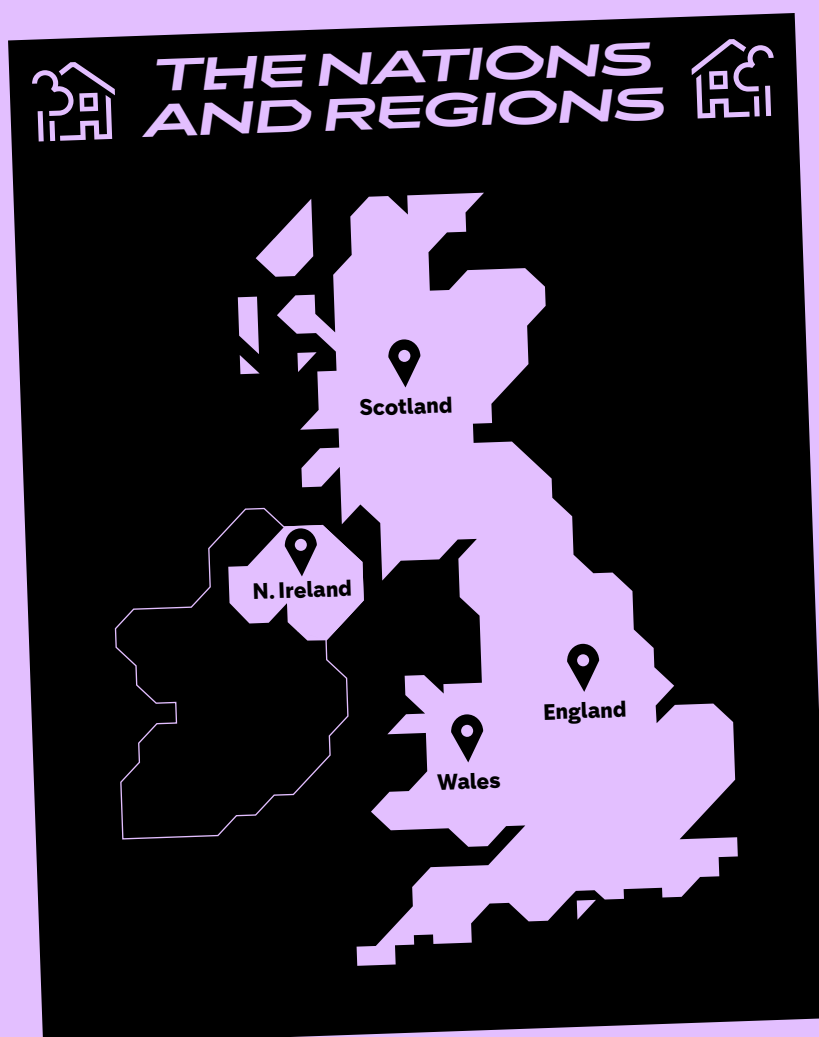 THE NATIONS
AND REGIONS
Scotland
N. Ireland
England
Wales